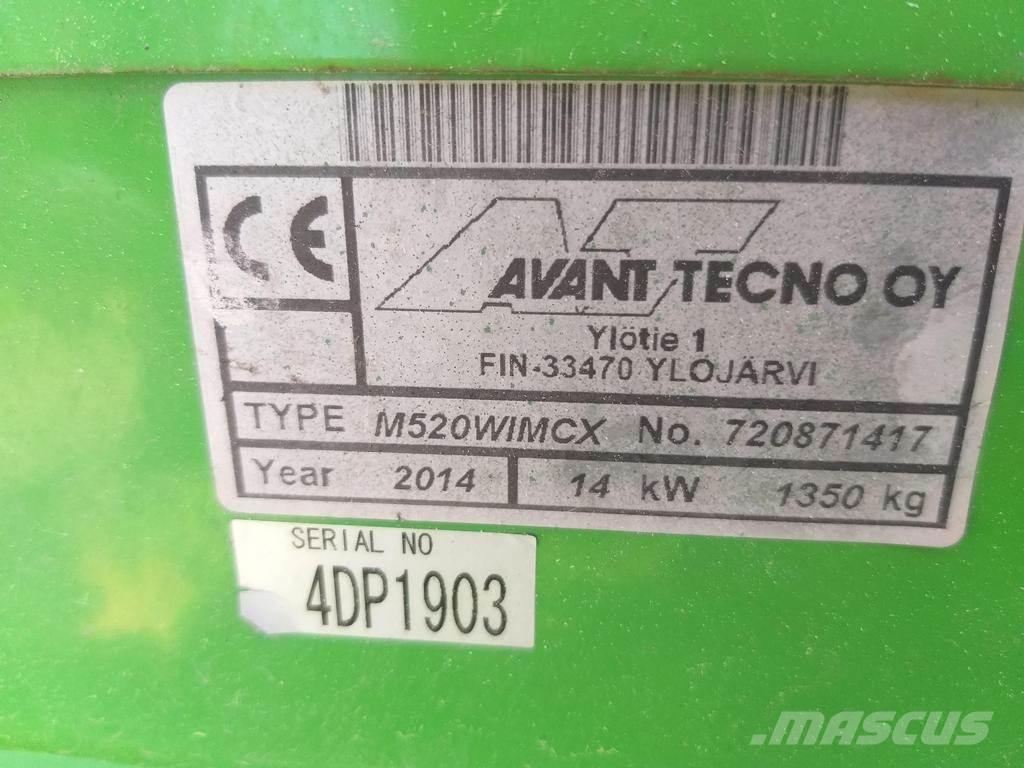 CE
AVANT TECNO OY
Ylötie 1
FIN-33470 YLÖJÄRVI
TYPE M520WIMCX No. 720871417
Year 2014 14 kW 1350 kg
SERIAL NO
4DP1903
MASCUS